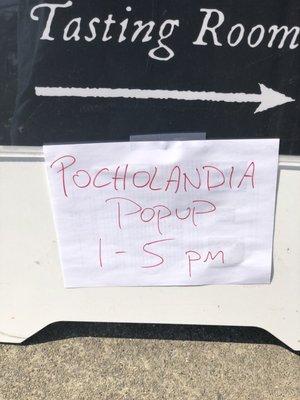 Tasting Room
POCHOLANDIA
POPUP
1-5 pm